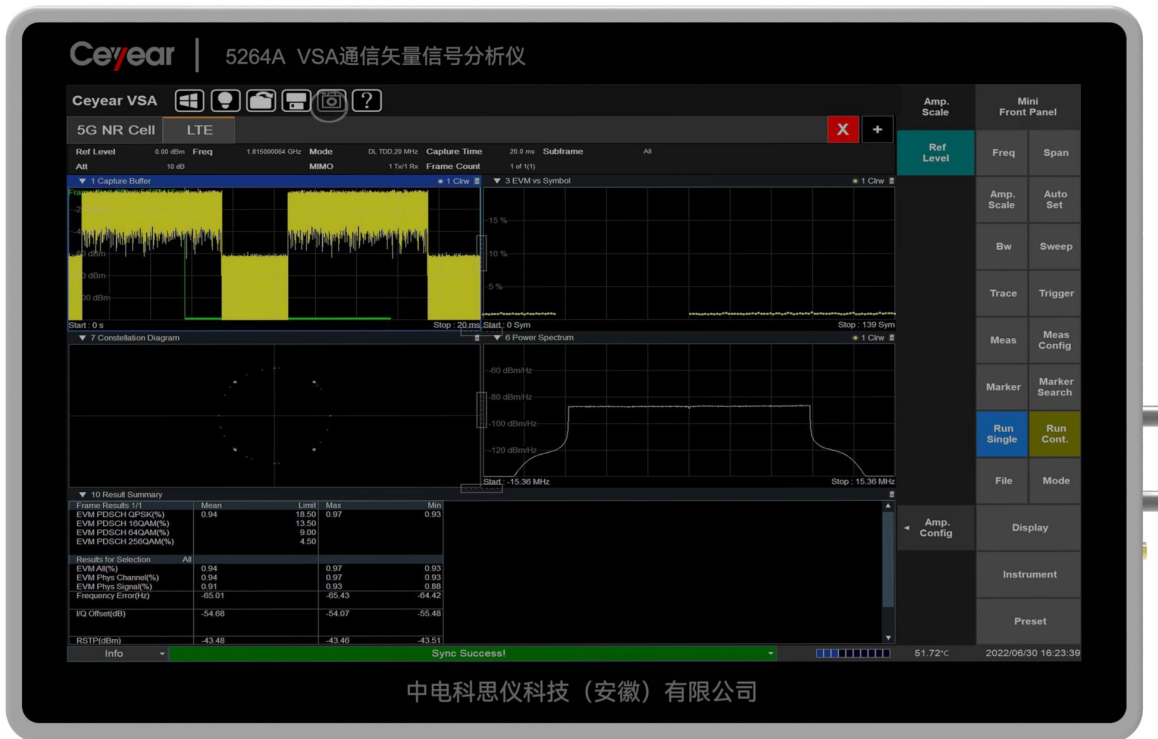 Ceyear 5264A VSA通信矢量信号分析仪
Ceyear VSA ?
5G NR Cell LTE X +
Ref Level 0.00 dBm Freq 1.815000064 GHz Mode DL TDD,20 MHz Capture Time 20.0 ms Subframe All
Att 10 dB MIMO 1 Tx/1 Rx Frame Count 1 of 1(1)
1 Capture Buffer 1 Clrw
Start : 0 s Stop : 20 ms
3 EVM vs Symbol 1 Clrw
15 %
10 %
5 %
Start : 0 Sym Stop : 139 Sym
7 Constellation Diagram
6 Power Spectrum 1 Clrw
-60 dBm/Hz
-80 dBm/Hz
-100 dBm/Hz
-120 dBm/Hz
Start : -15.36 MHz Stop : 15.36 MHz
10 Result Summary
Frame Results 1/1 Mean Limit Max Min
EVM PDSCH QPSK(%) 0.94 18.50 0.97 0.93
EVM PDSCH 16QAM(%) 13.50
EVM PDSCH 64QAM(%) 9.00
EVM PDSCH 256QAM(%) 4.50
Results for Selection All
EVM All(%) 0.94 0.97 0.93
EVM Phys Channel(%) 0.94 0.97 0.93
EVM Phys Signal(%) 0.91 0.93 0.88
Frequency Error(Hz) -65.01 -65.43 -64.42
I/Q Offset(dB) -54.68 -54.07 -55.48
RSTP(dBm) -43.48 -43.46 -43.51
Info Sync Success! 51.72°C 2022/06/30 16:23:39
Amp.
Scale
Ref
Level
Amp.
Config
Mini
Front Panel
Freq Span
Amp.
Scale
Auto
Set
Bw Sweep
Trace Trigger
Meas
Meas
Config
Marker
Marker
Search
Run
Single
Run
Cont.
File Mode
Display
Instrument
Preset
中电科思仪科技（安徽）有限公司